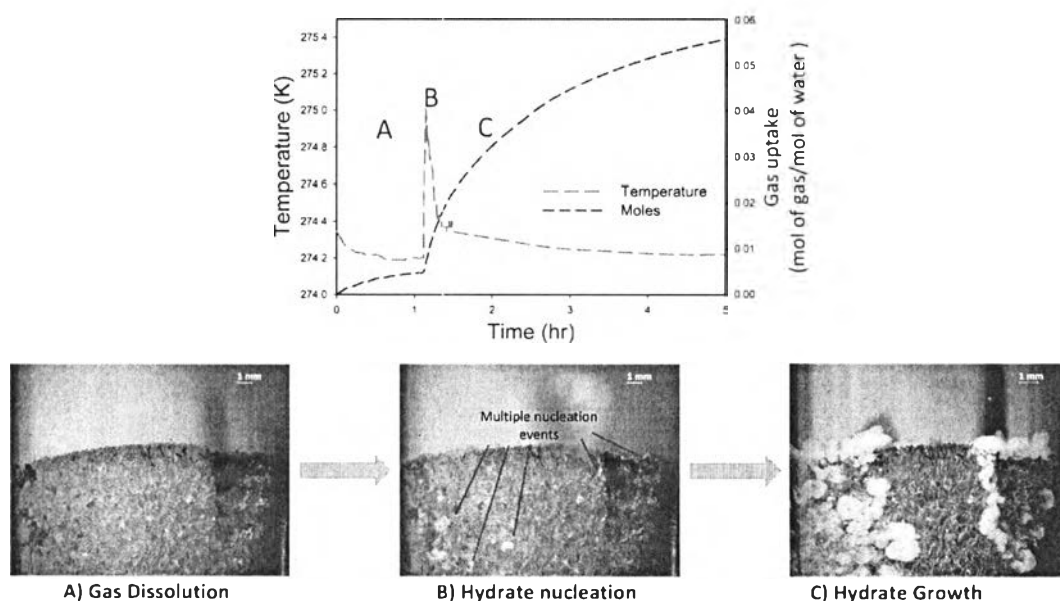 275.4
275.2
275.0
274.8
274.6
274.4
274.2
274.0
Temperature (K)
A
B
C
Temperature
Moles
0.06
0.05
0.04
0.03
0.02
0.01
0.00
Gas uptake
(mol of gas/mol of water)
0
1
2
3
4
5
Time (hr)
1 mm
A) Gas Dissolution
1 mm
Multiple nucleation
events
B) Hydrate nucleation
1 mm
C) Hydrate Growth